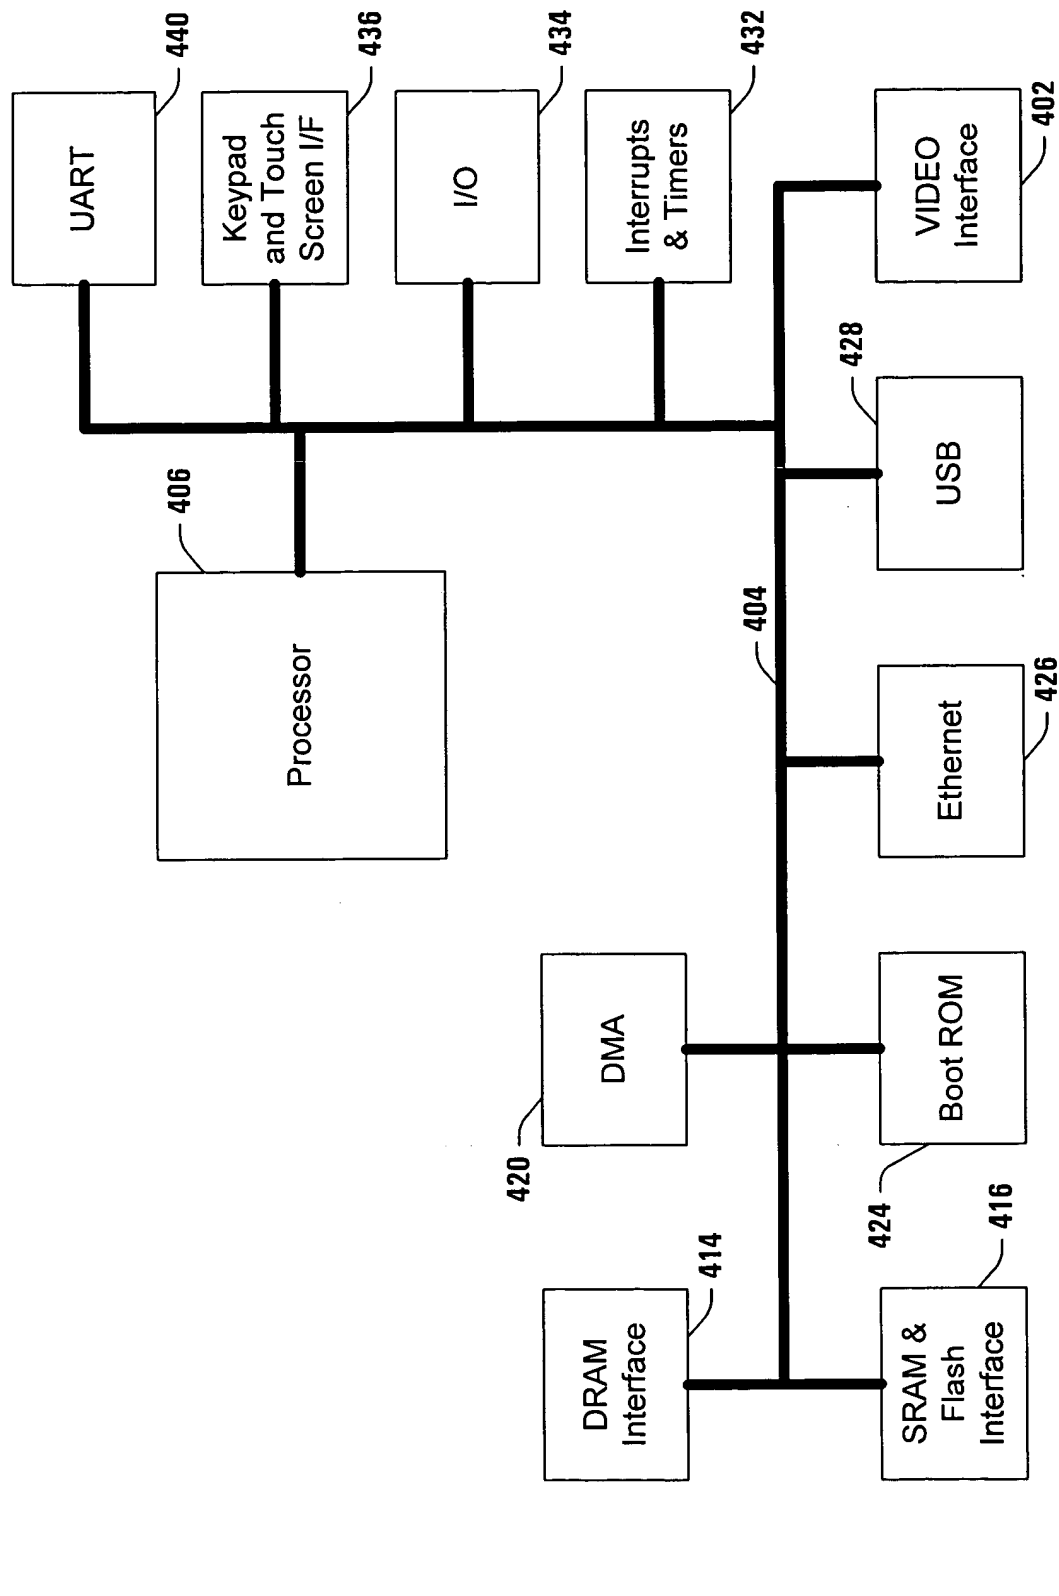 UART
440
Keypad
and Touch
Screen I/F
436
Processor
406
I/O
434
Interrupts
& Timers
432
DRAM
Interface
414
DMA
420
404
SRAM &
Flash
Interface
416
Boot ROM
424
Ethernet
426
USB
428
VIDEO
Interface
402